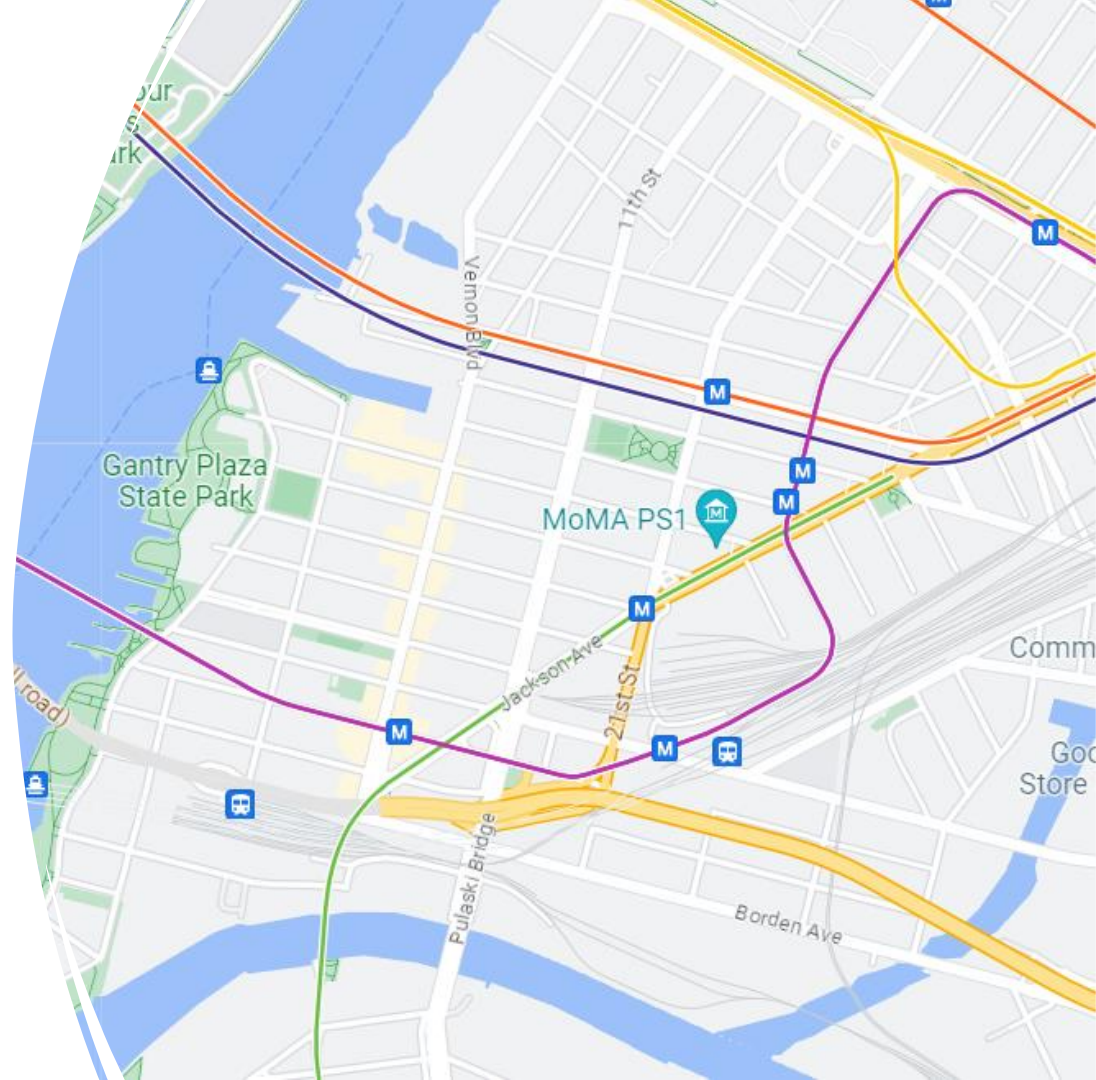 11th St
Vernon Blvd
Gantry Plaza
State Park
MoMA PS1
M
M
M
M
M
M
M
Jackson Ave
21st St
road)
Pulaski Bridge
Borden Ave
Store